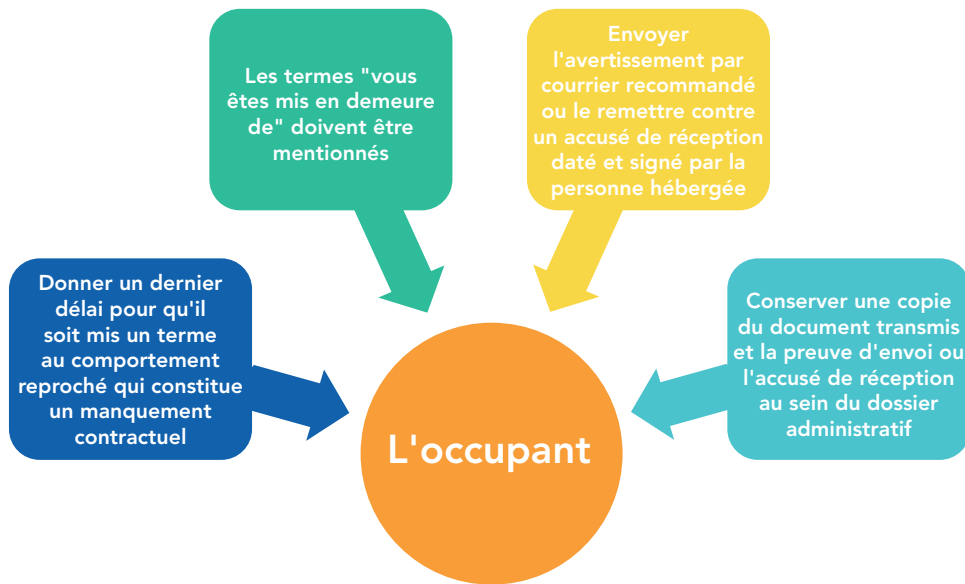 Donner un dernier
délai pour qu'il
soit mis un terme
au comportement
reproché qui constitue
un manquement
contractuel
Les termes "vous
êtes mis en demeure
de" doivent être
mentionnés
Envoyer
l'avertissement par
courrier recommandé
ou le remettre contre
un accusé de réception
daté et signé par la
personne hébergée
Conserver une copie
du document transmis
et la preuve d'envoi ou
l'accusé de réception
au sein du dossier
administratif
L'occupant